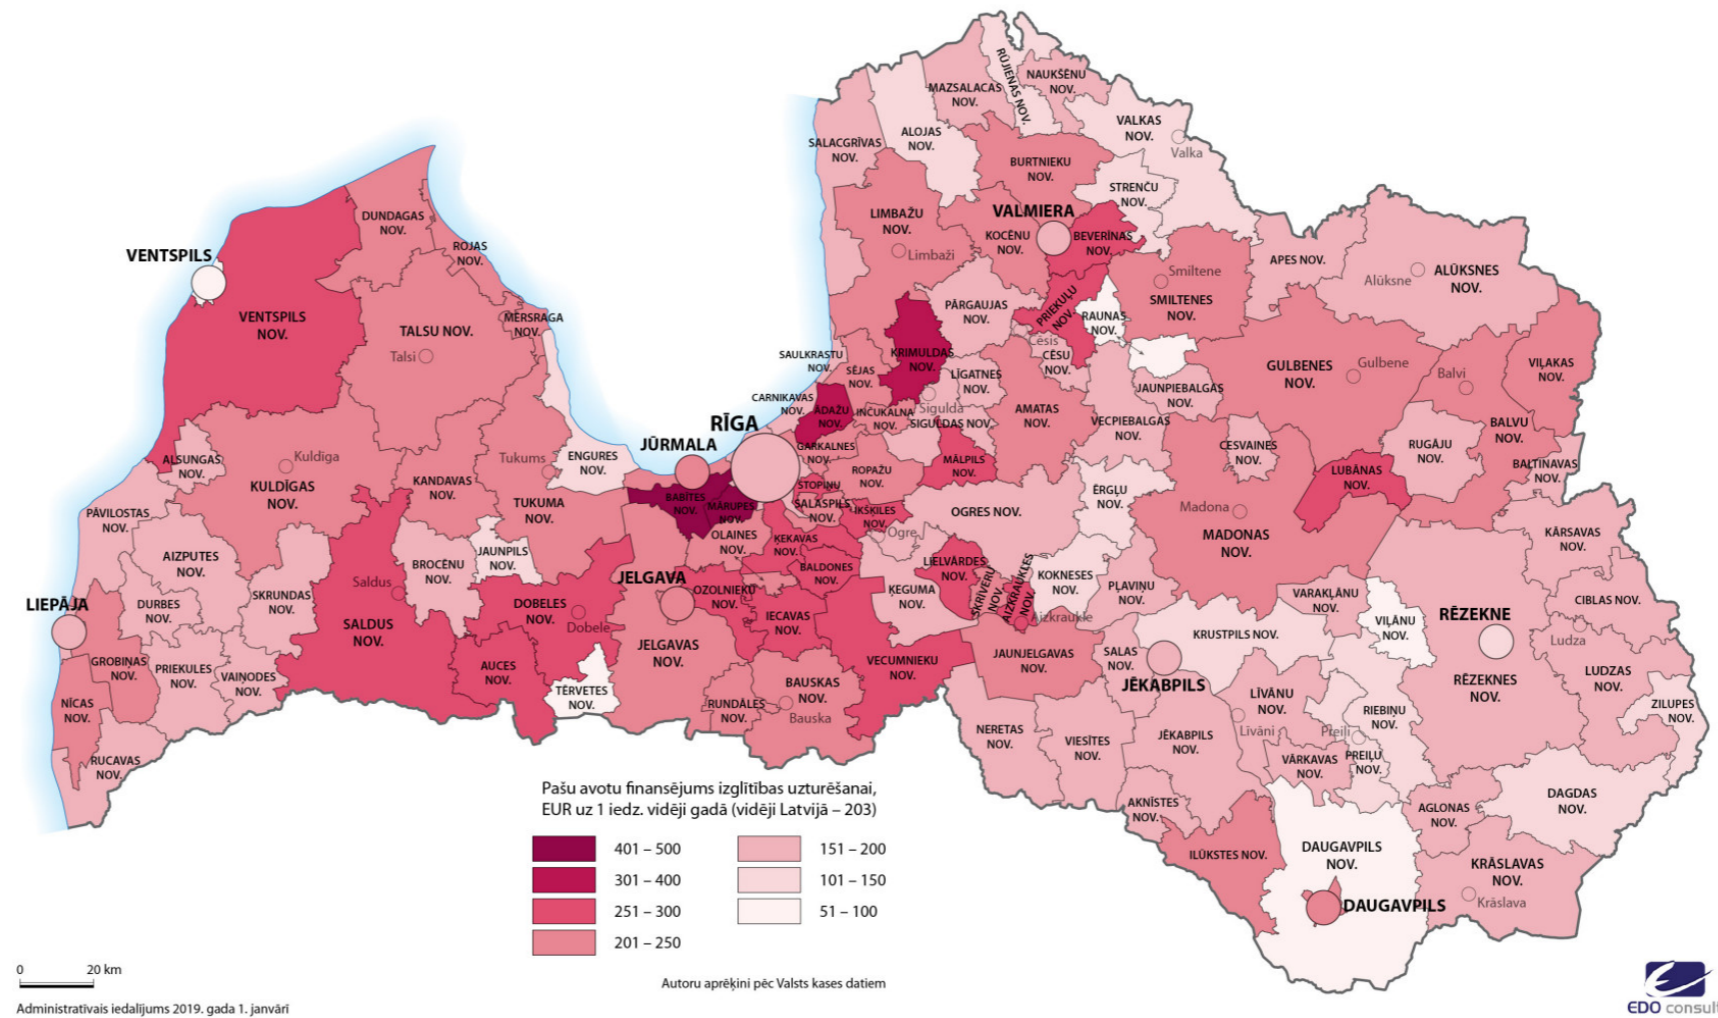 RŪJIENAS NOV.
NAUKŠĒNU
NOV.
MAZSALACAS
NOV.
VALKAS
NOV.
Valka
ALOJAS
NOV.
SALACGRĪVAS
NOV.
BURTNIEKU
NOV.
STRENČU
NOV.
DUNDAGAS
NOV.
ROJAS
NOV.
LIMBAŽU
NOV.
Limbaži
VALMIERA
KOCĒNU
NOV.
BEVERĪNAS
NOV.
VENTSPILS
VENTSPILS
NOV.
APES NOV.
Alūksne
ALŪKSNES
NOV.
Smiltene
SMILTENES
NOV.
PĀRGAUJAS
NOV.
PRIEKUĻU
NOV.
RAUNAS
NOV.
TALSU NOV.
Talsi
MĒRSRAGA
NOV.
Cēsis
CĒSU
NOV.
SAULKRASTU
NOV.
KRIMULDAS
NOV.
SĒJAS
NOV.
LĪGATNES
NOV.
JAUNPIEBALGAS
NOV.
GULBENES
NOV.
Gulbene
Balvi
VIĻAKAS
NOV.
CARNIKAVAS
NOV.
ĀDAŽU
NOV.
INČUKALNA
NOV.
Sigulda
SIGULDAS NOV.
AMATAS
NOV.
VECPIEBALGAS
NOV.
BALVU
NOV.
RĪGA
JŪRMALA
GARKALNES
NOV.
ROPAŽU
NOV.
MĀLPILS
NOV.
CESVAINES
NOV.
LUBĀNAS
NOV.
RUGĀJU
NOV.
BALTINAVAS
NOV.
ALSUNGAS
NOV.
Kuldīga
KULDĪGAS
NOV.
KANDAVAS
NOV.
Tukums
TUKUMA
NOV.
ENGURES
NOV.
BABĪTES
NOV.
MĀRUPES
NOV.
STOPIŅU
NOV.
SALASPILS
NOV.
IKŠĶILES
NOV.
Ogre
OGRES NOV.
ĒRGĻU
NOV.
Madona
MADONAS
NOV.
PĀVILOSTAS
NOV.
AIZPUTES
NOV.
BROCĒNU
NOV.
JAUNPILS
NOV.
OLAINES
NOV.
ĶEKAVAS
NOV.
BALDONES
NOV.
LIELVĀRDES
NOV.
SKRĪVERU
NOV.
AIZKRAUKLES
NOV.
Aizkraukle
KOKNESES
NOV.
PĻAVIŅU
NOV.
KĀRSAVAS
NOV.
LIEPĀJA
DURBES
NOV.
SKRUNDAS
NOV.
Saldus
SALDUS
NOV.
DOBELES
NOV.
Dobele
JELGAVA
OZOLNIEKU
NOV.
IECAVAS
NOV.
ĶEGUMA
NOV.
VARAKĻĀNU
NOV.
VIĻĀNU
NOV.
RĒZEKNE
CIBLAS NOV.
Ludza
KRUSTPILS NOV.
GROBIŅAS
NOV.
PRIEKULES
NOV.
VAIŅODES
NOV.
AUCES
NOV.
TĒRVETES
NOV.
JELGAVAS
NOV.
VECUMNIEKU
NOV.
JAUNJELGAVAS
NOV.
SALAS
NOV.
JĒKABPILS
RĒZEKNES
NOV.
LUDZAS
NOV.
NĪCAS
NOV.
RUNDĀLES
NOV.
BAUSKAS
NOV.
Bauska
LĪVĀNU
NOV.
Līvāni
RIEBIŅU
NOV.
Preiļi
ZILUPES
NOV.
RUCAVAS
NOV.
NERETAS
NOV.
VIESĪTES
NOV.
JĒKABPILS
NOV.
VĀRKAVAS
NOV.
PREIĻU
NOV.
DAGDAS
NOV.
AKNĪSTES
NOV.
AGLONAS
NOV.
ILŪKSTES NOV.
DAUGAVPILS
NOV.
DAUGAVPILS
KRĀSLAVAS
NOV.
Krāslava
Pašu avotu finansējums izglītības uzturēšanai,
EUR uz 1 iedz. vidēji gadā (vidēji Latvijā – 203)
401 – 500
301 – 400
251 – 300
201 – 250
151 – 200
101 – 150
51 – 100
Autoru aprēķini pēc Valsts kases datiem
0 20 km
Administratīvais iedalījums 2019. gada 1. janvārī
EDO consult